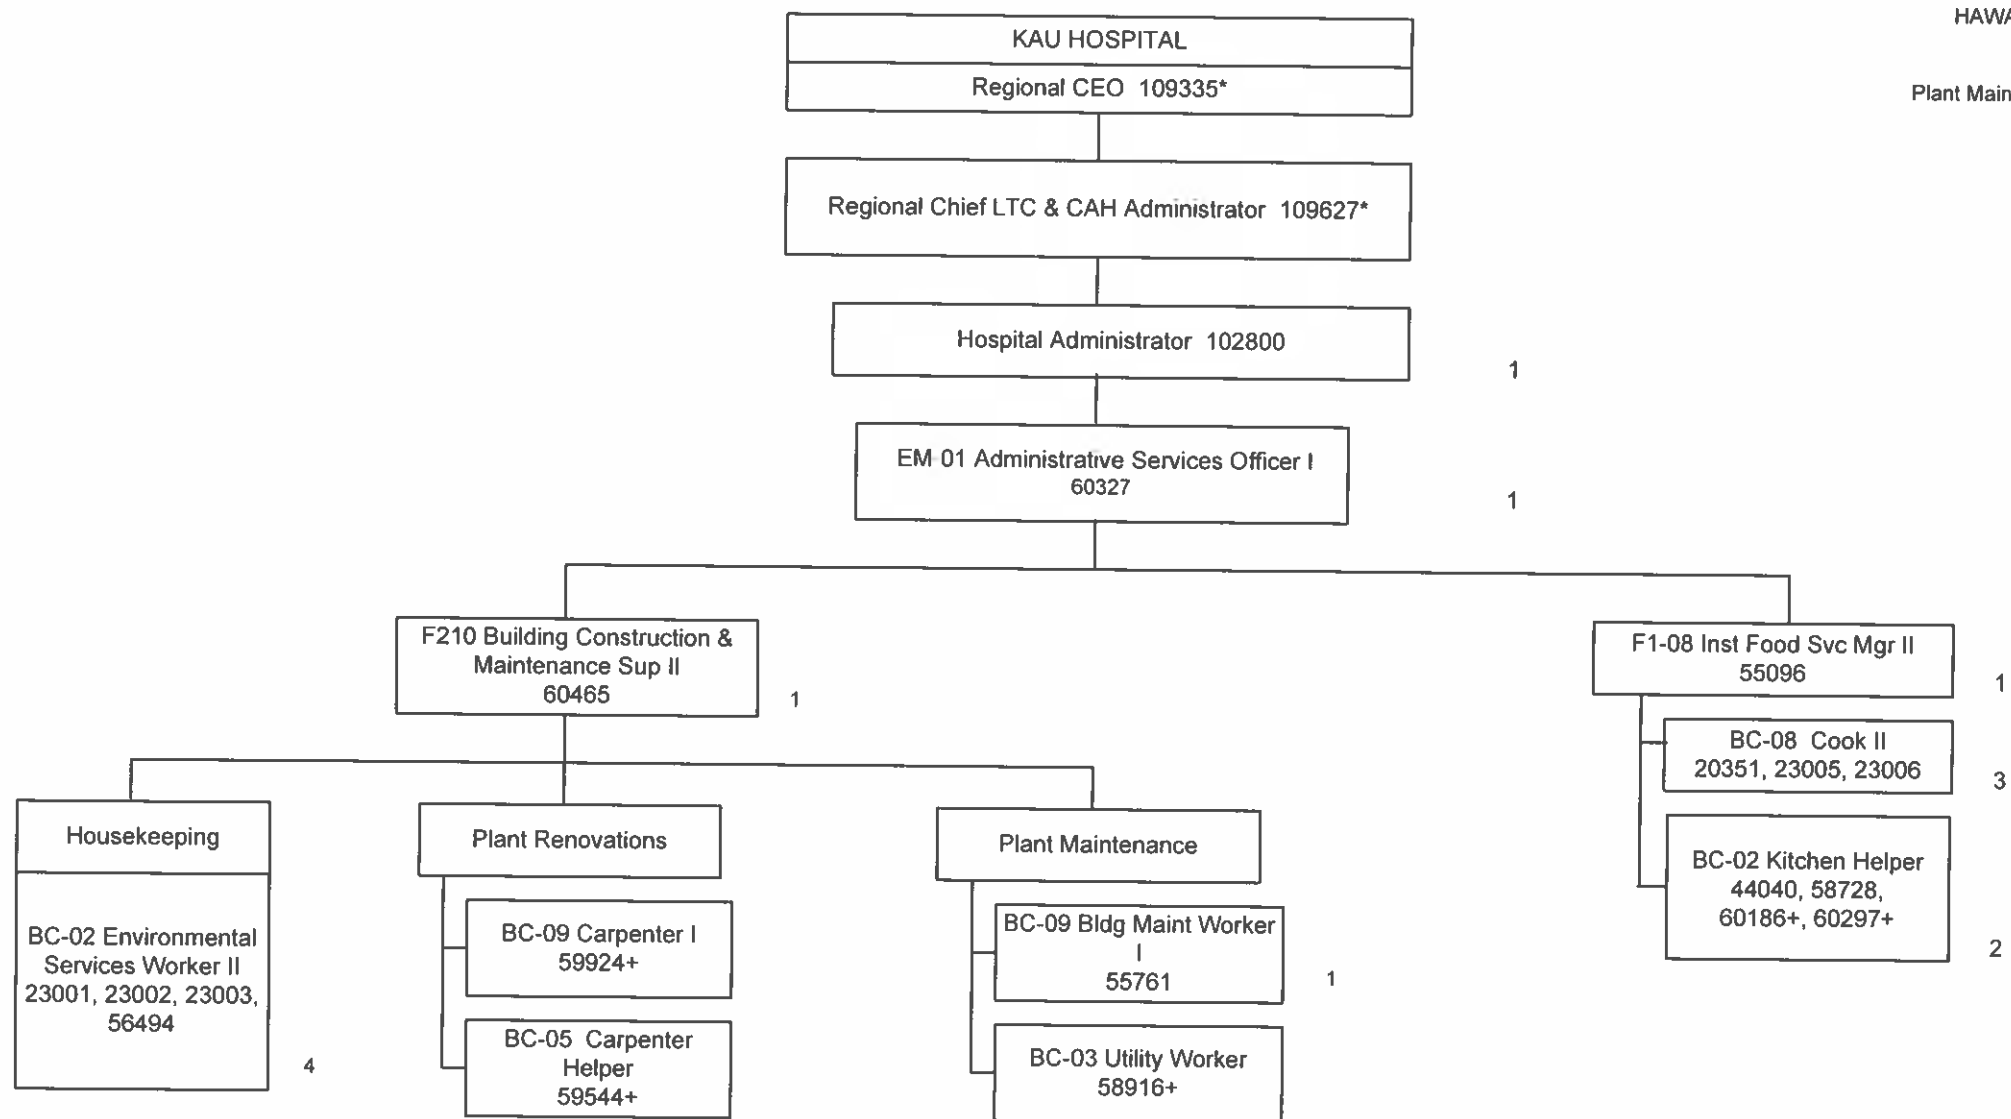 HAWA
Plant Main
KAU HOSPITAL
Regional CEO 109335*
Regional Chief LTC & CAH Administrator 109627*
Hospital Administrator 102800
1
EM 01 Administrative Services Officer I
60327
1
F210 Building Construction &
Maintenance Sup II
60465
1
F1-08 Inst Food Svc Mgr II
55096
1
BC-08 Cook II
20351, 23005, 23006
3
BC-02 Kitchen Helper
44040, 58728,
60186+, 60297+
2
Housekeeping
BC-02 Environmental
Services Worker II
23001, 23002, 23003,
56494
4
Plant Renovations
BC-09 Carpenter I
59924+
BC-05 Carpenter
Helper
59544+
Plant Maintenance
BC-09 Bldg Maint Worker
I
55761
1
BC-03 Utility Worker
58916+